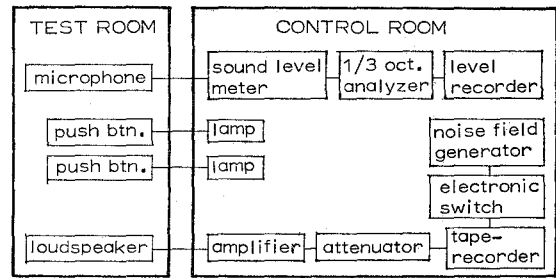 TEST ROOM
CONTROL ROOM
microphone
sound level
meter
1/3 oct.
analyzer
level
recorder
push btn.
lamp
push btn.
lamp
noise field
generator
electronic
switch
loudspeaker
amplifier
attenuator
tape-
recorder